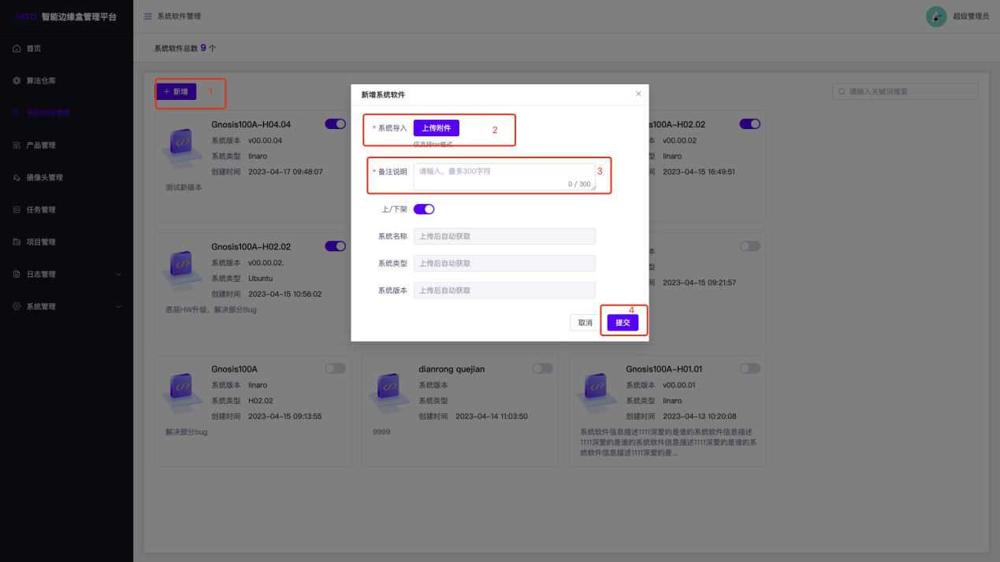 HITO 智能边缘盒管理平台
首页
算法仓库
系统软件管理
产品管理
摄像头管理
任务管理
项目管理
日志管理
系统管理
系统软件管理
超级管理员
系统软件总数 9 个
+ 新增 1
请输入关键词搜索
Gnosis100A-H04.04
系统版本 v00.00.04
系统类型 linaro
创建时间 2023-04-17 09:48:07
测试新版本
s100A-H02.02
v00.00.02
linaro
2023-04-15 16:49:51
Gnosis100A-H02.02
系统版本 v00.00.02.
系统类型 Ubuntu
创建时间 2023-04-15 10:56:02
底层HW升级，解决部分Bug
本
型
间 2023-04-15 09:21:57
Gnosis100A
系统版本 linaro
系统类型 H02.02
创建时间 2023-04-15 09:13:55
解决部分bug
dianrong quejian
系统版本
系统类型
创建时间 2023-04-14 11:03:50
9999
Gnosis100A-H01.01
系统版本 v00.00.01
系统类型 linaro
创建时间 2023-04-13 10:20:08
系统软件信息描述1111深爱的是谁的系统软件信息描述
1111深爱的是谁的系统软件信息描述1111深爱的是谁的系
统软件信息描述1111深爱的是...
新增系统软件
* 系统导入 上传附件 2
仅支持tar格式
* 备注说明 请输入，最多300字符 3
0 / 300
上/下架
系统名称 上传后自动获取
系统类型 上传后自动获取
系统版本 上传后自动获取
4
取消 提交